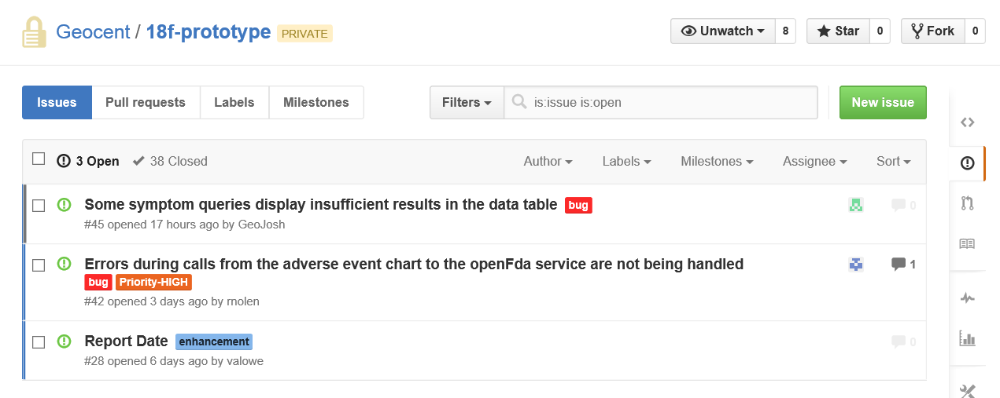 Geocent / 18f-prototype PRIVATE
Unwatch 8 Star 0 Fork 0
Issues Pull requests Labels Milestones Filters is:issue is:open New issue
3 Open 38 Closed Author Labels Milestones Assignee Sort
Some symptom queries display insufficient results in the data table bug 0
#45 opened 17 hours ago by GeoJosh
Errors during calls from the adverse event chart to the openFda service are not being handled 1
bug Priority-HIGH
#42 opened 3 days ago by rnolen
Report Date enhancement 0
#28 opened 6 days ago by valowe